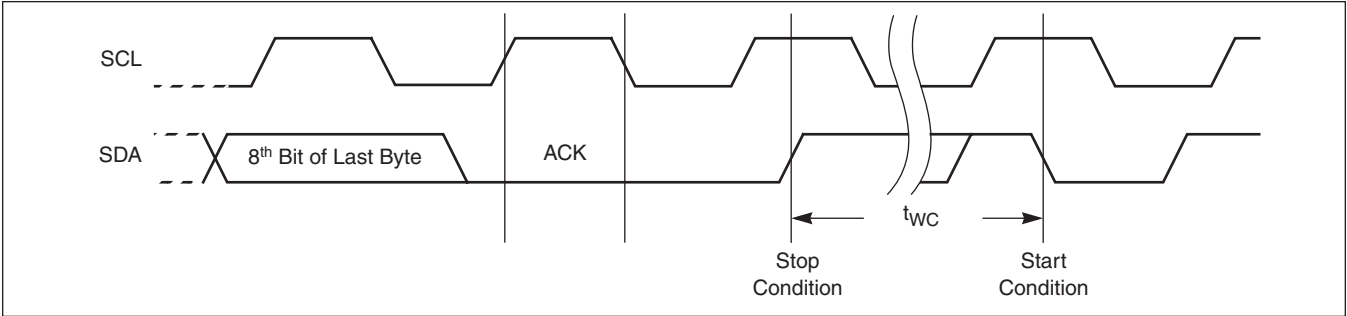 SCL
SDA
8th Bit of Last Byte
ACK
tWC
Stop
Condition
Start
Condition